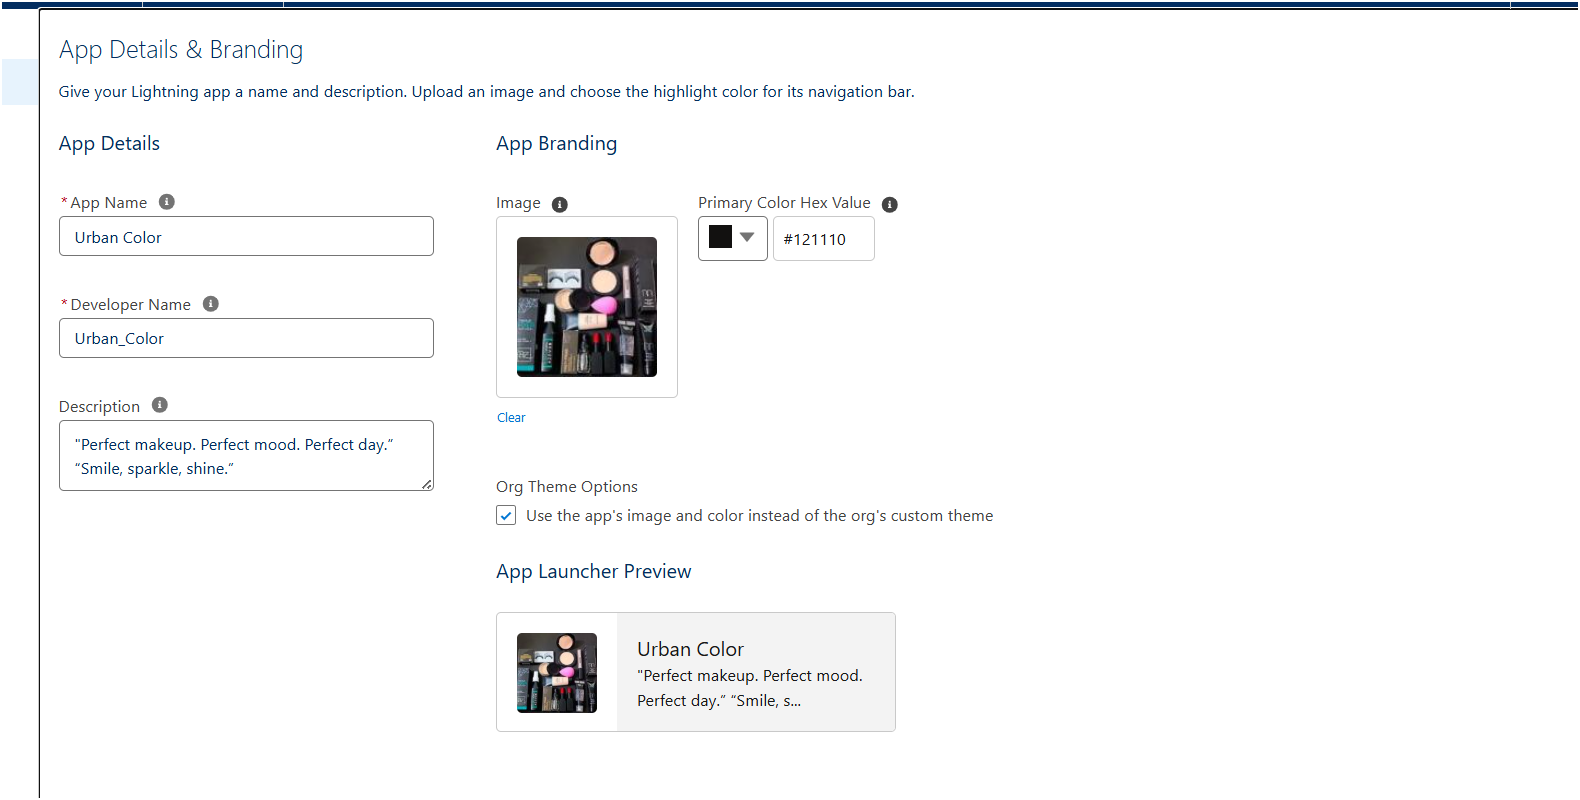 App Details & Branding
Give your Lightning app a name and description. Upload an image and choose the highlight color for its navigation bar.
App Details
*App Name
Urban Color
*Developer Name
Urban_Color
Description
"Perfect makeup. Perfect mood. Perfect day.”
“Smile, sparkle, shine.”
App Branding
Image
Primary Color Hex Value
#121110
Clear
Org Theme Options
Use the app's image and color instead of the org's custom theme
App Launcher Preview
Urban Color
"Perfect makeup. Perfect mood.
Perfect day.” “Smile, s...